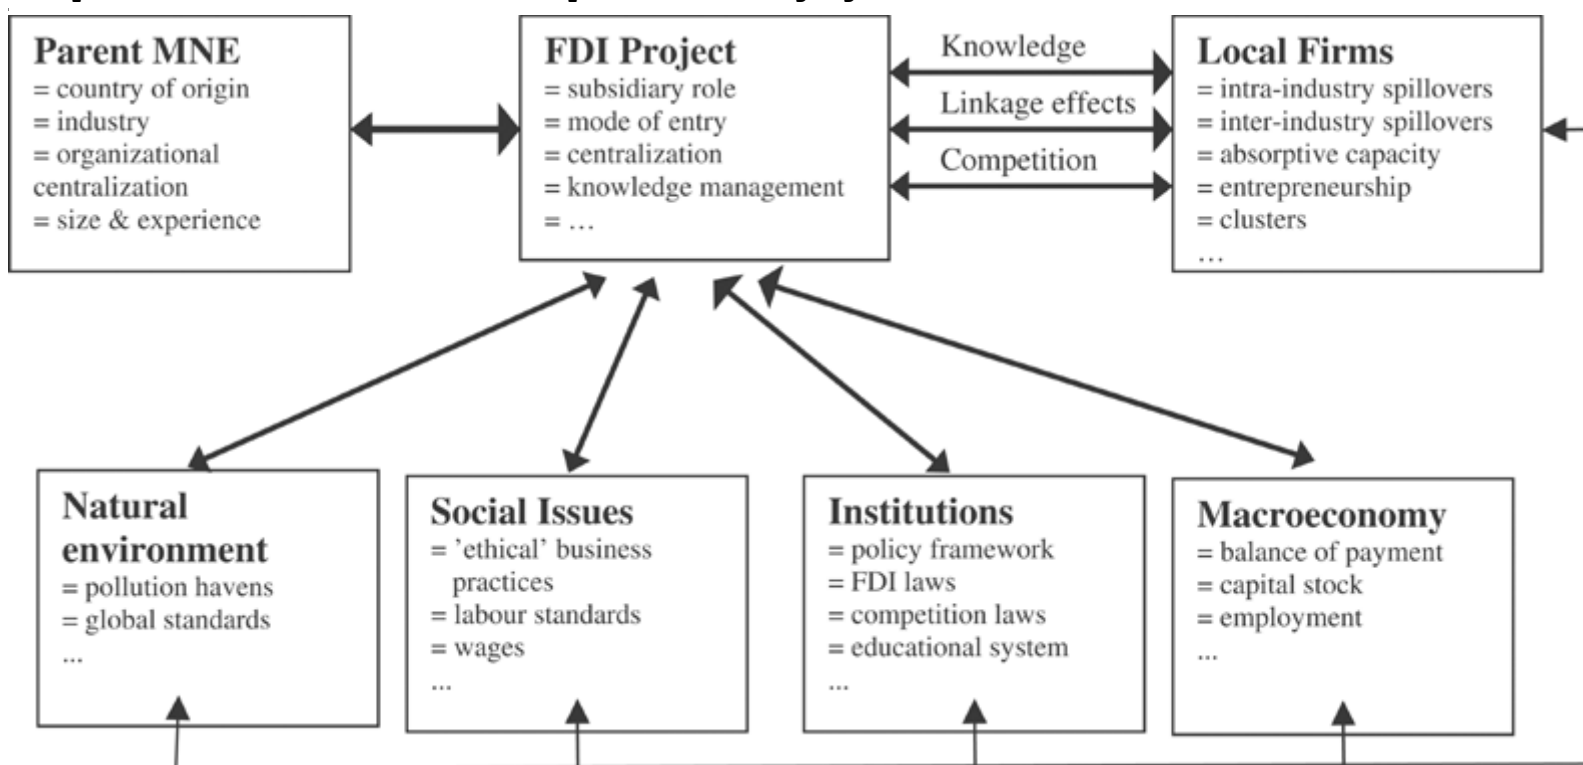 Parent MNE
= country of origin
= industry
= organizational
centralization
= size & experience
FDI Project
= subsidiary role
= mode of entry
= centralization
= knowledge management
= ...
Knowledge
Linkage effects
Competition
Local Firms
= intra-industry spillovers
= inter-industry spillovers
= absorptive capacity
= entrepreneurship
= clusters
...
Natural
environment
= pollution havens
= global standards
...
Social Issues
= 'ethical' business
practices
= labour standards
= wages
...
Institutions
= policy framework
= FDI laws
= competition laws
= educational system
...
Macroeconomy
= balance of payment
= capital stock
= employment
...